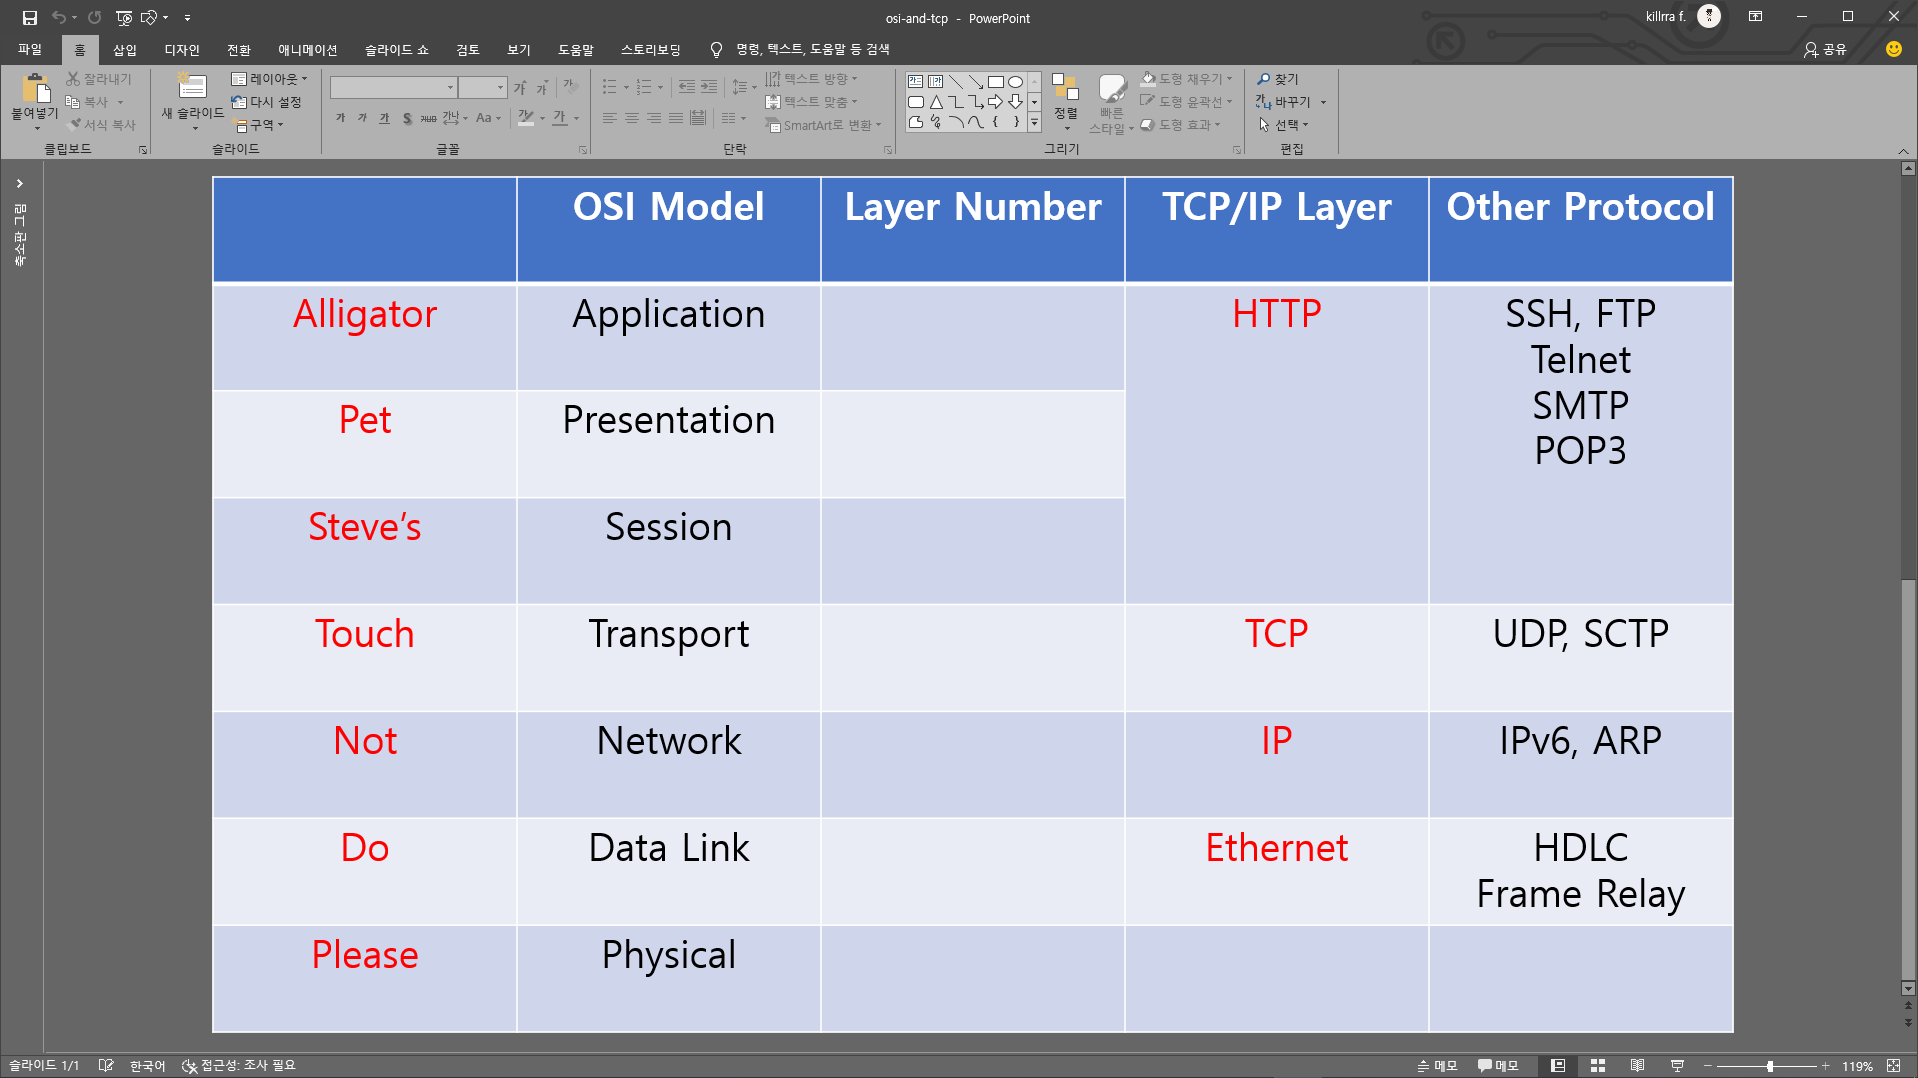 osi-and-tcp - PowerPoint
killrra f.
파일 홈 삽입 디자인 전환 애니메이션 슬라이드 쇼 검토 보기 도움말 스토리보딩 명령, 텍스트, 도움말 등 검색 공유
붙여넣기
잘라내기
복사
서식 복사
클립보드
새 슬라이드
레이아웃
다시 설정
구역
슬라이드
가 가 가 S abc 간 Aa 가 가
글꼴
텍스트 방향
텍스트 맞춤
SmartArt로 변환
단락
정렬
빠른
스타일
도형 채우기
도형 윤곽선
도형 효과
그리기
찾기
바꾸기
선택
편집
축소판 그림
OSI Model Layer Number TCP/IP Layer Other Protocol
Alligator Application HTTP SSH, FTP
Telnet
SMTP
POP3
Pet Presentation
Steve’s Session
Touch Transport TCP UDP, SCTP
Not Network IP IPv6, ARP
Do Data Link Ethernet HDLC
Frame Relay
Please Physical
슬라이드 1/1 한국어 접근성: 조사 필요 메모 메모 119%